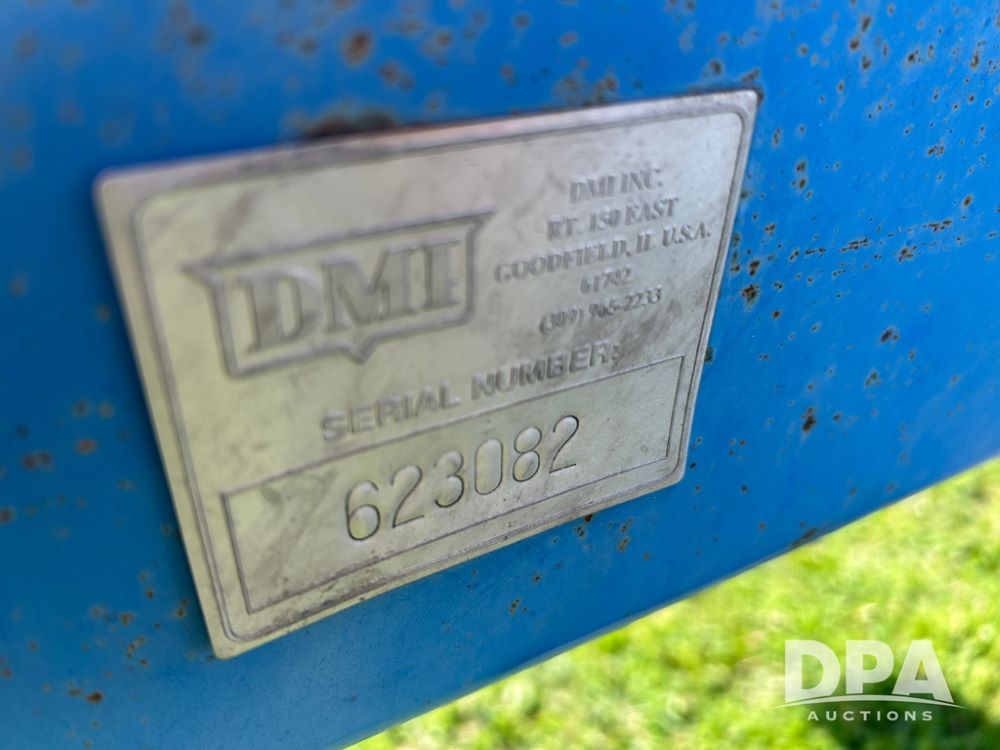 DMI
DMI INC.
RT. 150 EAST
GOODFIELD, IL U.S.A.
61742
(309) 965-2233
SERIAL NUMBER:
623082
DPA
AUCTIONS